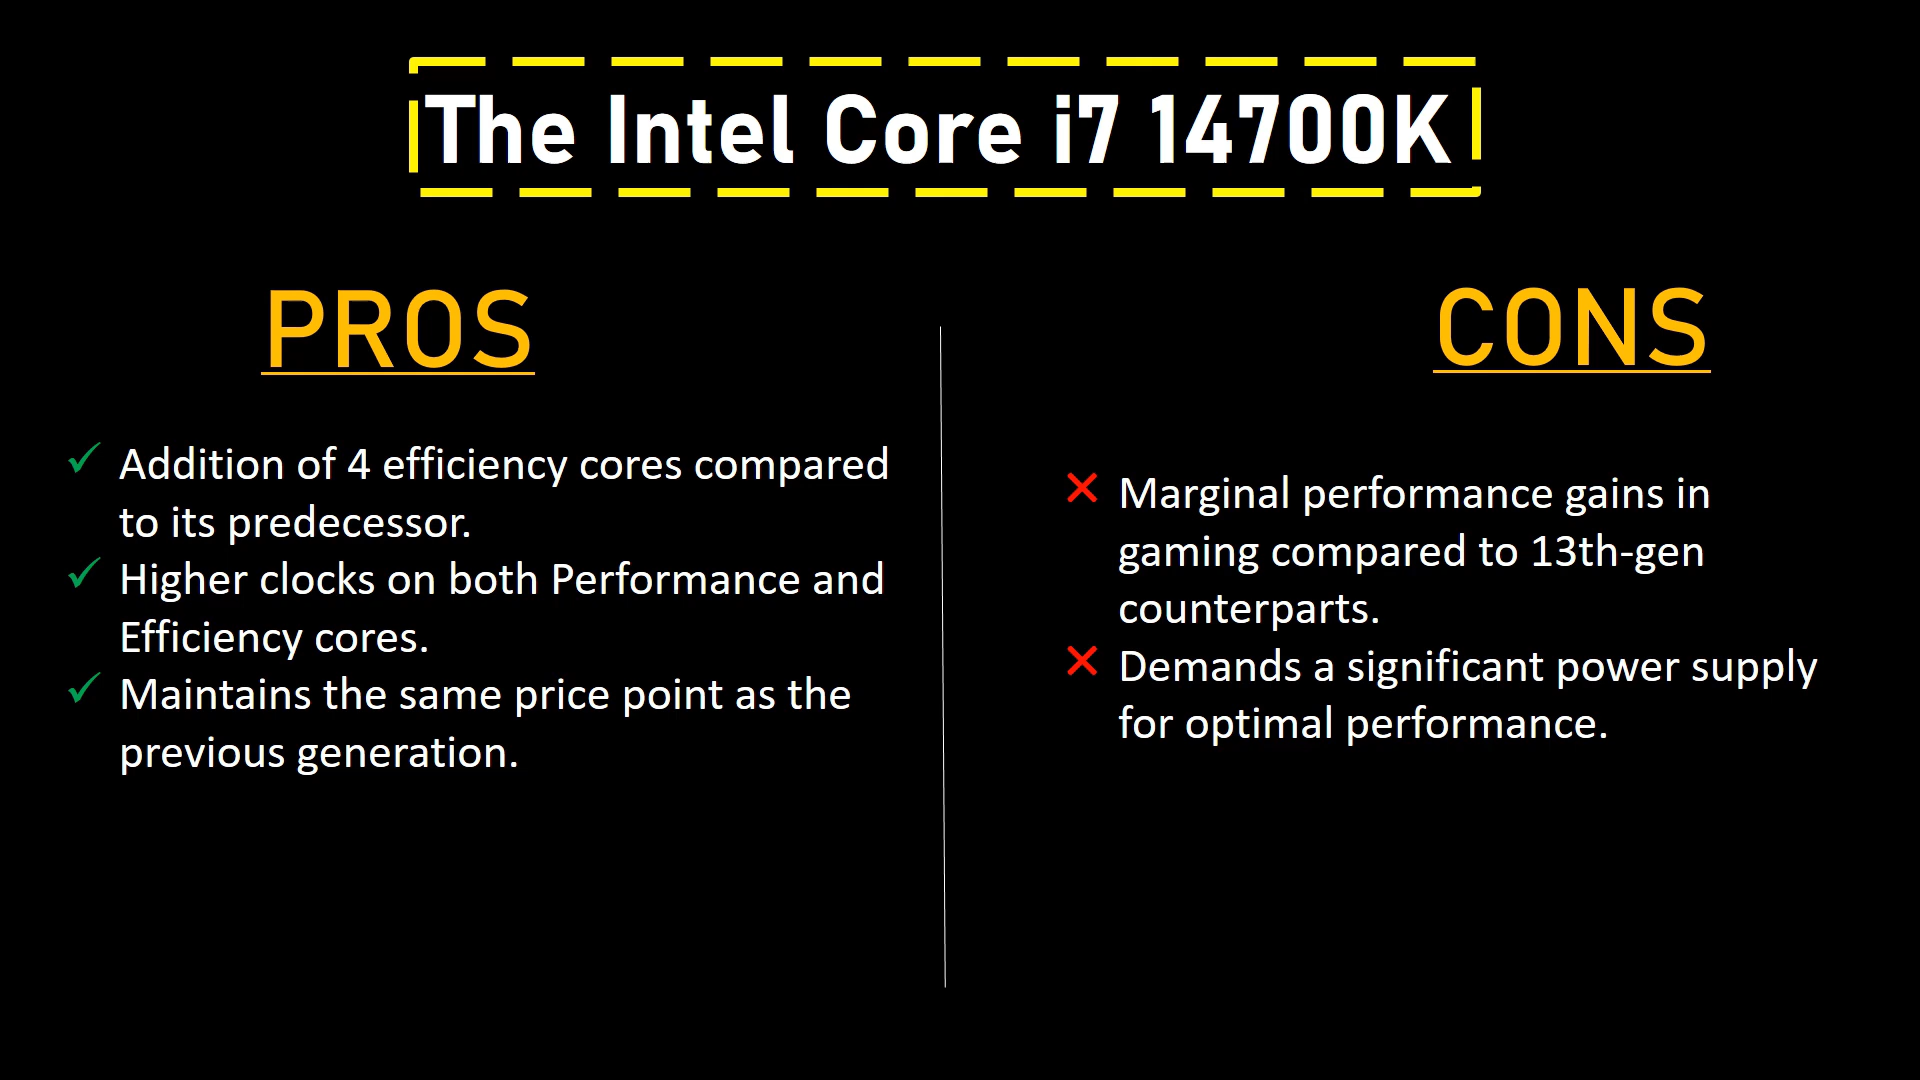 The Intel Core i7 14700K
PROS
Addition of 4 efficiency cores compared
to its predecessor.
Higher clocks on both Performance and
Efficiency cores.
Maintains the same price point as the
previous generation.
CONS
Marginal performance gains in
gaming compared to 13th-gen
counterparts.
Demands a significant power supply
for optimal performance.